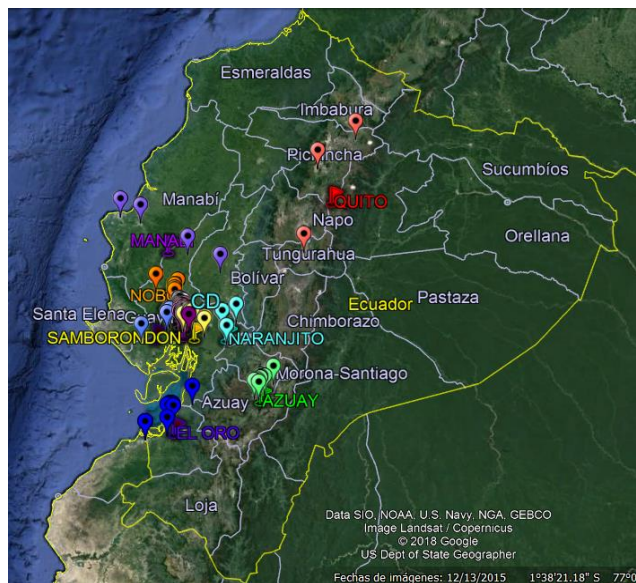 Esmeraldas
Imbabura
Pichincha
Sucumbíos
QUITO
Manabí
Napo
Orellana
MANABI
Tungurahua
Bolívar
NOBOL
CD
Ecuador
Pastaza
Santa Elena
Chimborazo
SAMBORONDON
NARANJITO
Morona-Santiago
Azuay
AZUAY
EL ORO
Loja
Data SIO, NOAA, U.S. Navy, NGA, GEBCO
Image Landsat / Copernicus
© 2018 Google
US Dept of State Geographer
Fechas de imágenes: 12/13/2015 1°38'21.18" S